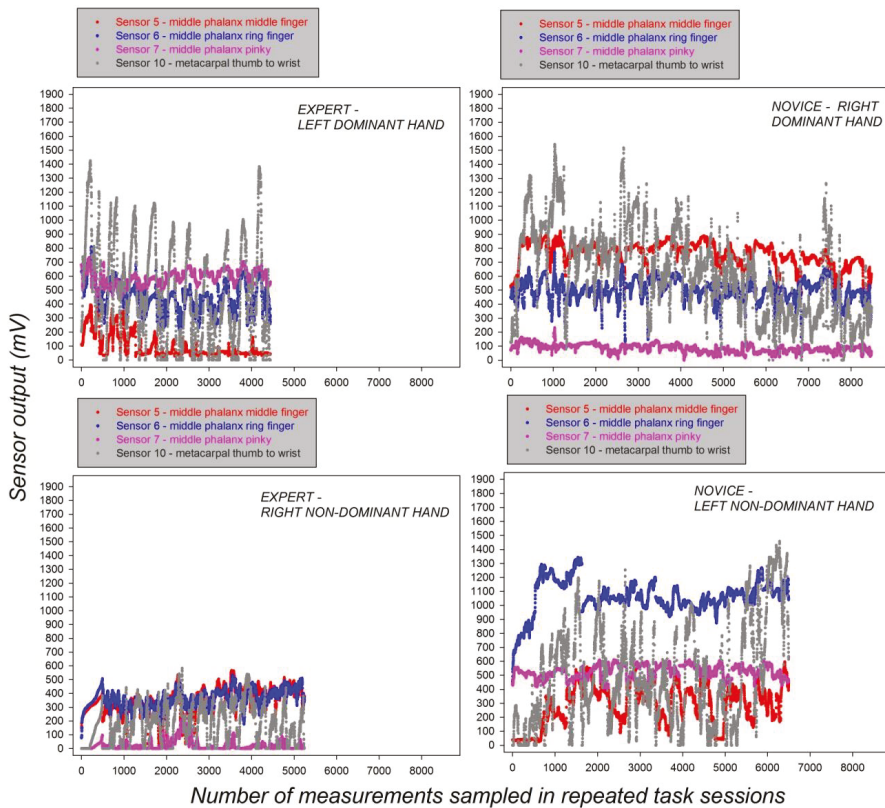 Sensor 5 - middle phalanx middle finger
Sensor 6 - middle phalanx ring finger
Sensor 7 - middle phalanx pinky
Sensor 10 - metacarpal thumb to wrist
1900
1800
1700
1600
1500
1400
1300
1200
1100
1000
900
800
700
600
500
400
300
200
100
0
EXPERT -
LEFT DOMINANT HAND
0 1000 2000 3000 4000 5000 6000 7000 8000
Sensor 5 - middle phalanx middle finger
Sensor 6 - middle phalanx ring finger
Sensor 7 - middle phalanx pinky
Sensor 10 - metacarpal thumb to wrist
1900
1800
1700
1600
1500
1400
1300
1200
1100
1000
900
800
700
600
500
400
300
200
100
0
NOVICE - RIGHT
DOMINANT HAND
0 1000 2000 3000 4000 5000 6000 7000 8000
Sensor output (mV)
Sensor 5 - middle phalanx middle finger
Sensor 6 - middle phalanx ring finger
Sensor 7 - middle phalanx pinky
Sensor 10 - metacarpal thumb to wrist
1900
1800
1700
1600
1500
1400
1300
1200
1100
1000
900
800
700
600
500
400
300
200
100
0
EXPERT -
RIGHT NON-DOMINANT HAND
0 1000 2000 3000 4000 5000 6000 7000 8000
Sensor 5 - middle phalanx middle finger
Sensor 6 - middle phalanx ring finger
Sensor 7 - middle phalanx pinky
Sensor 10 - metacarpal thumb to wrist
1900
1800
1700
1600
1500
1400
1300
1200
1100
1000
900
800
700
600
500
400
300
200
100
0
NOVICE -
LEFT NON-DOMINANT HAND
0 1000 2000 3000 4000 5000 6000 7000 8000
Number of measurements sampled in repeated task sessions